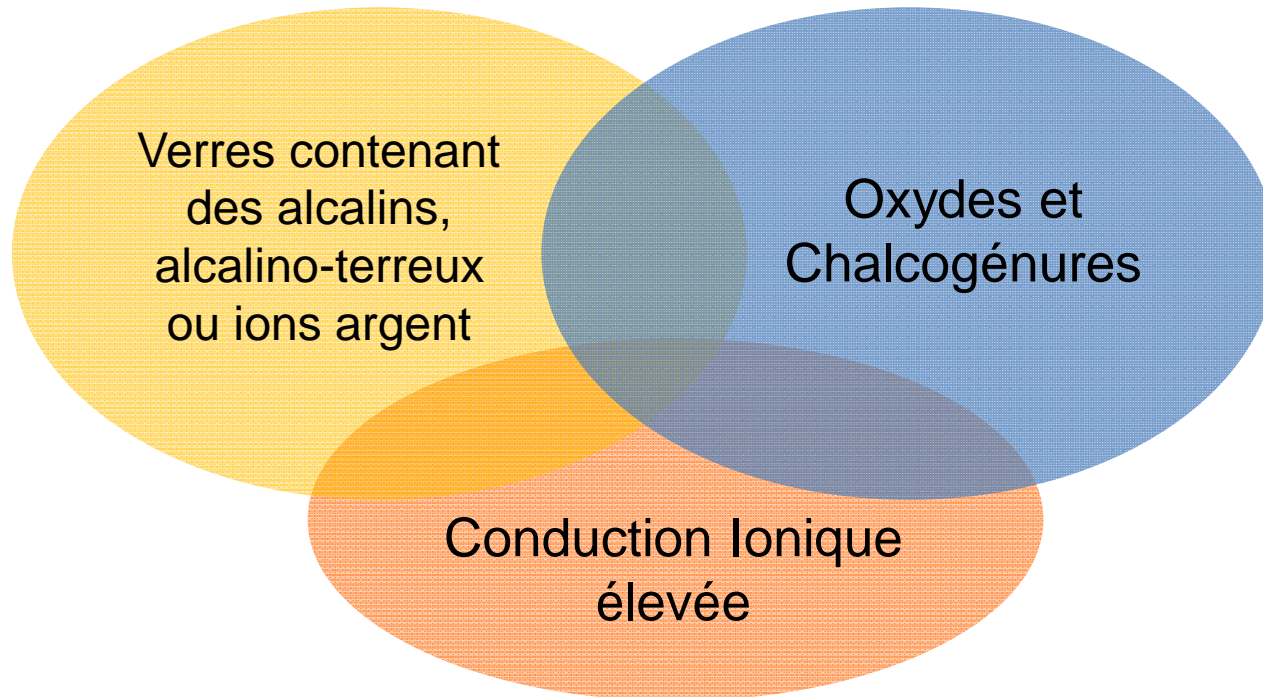 Verres contenant
des alcalins,
alcalino-terreux
ou ions argent
Oxydes et
Chalcogénures
Conduction Ionique
élevée